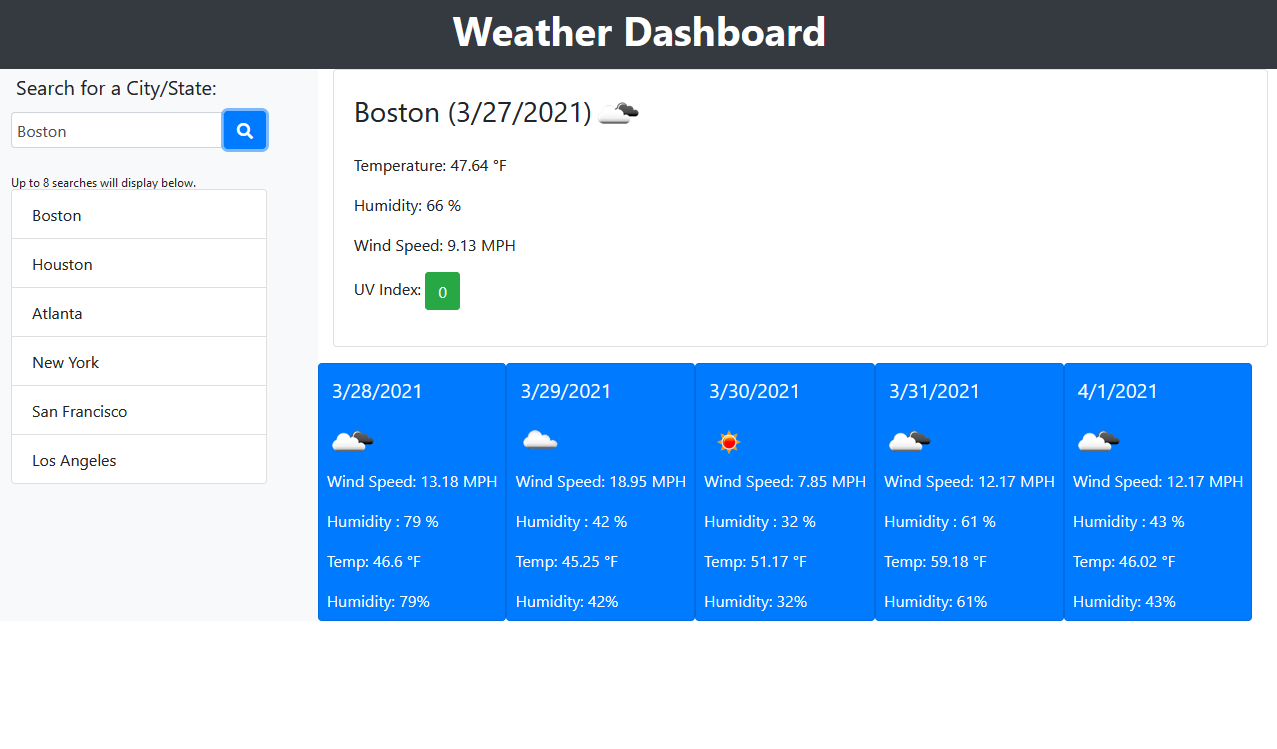 Weather Dashboard
Search for a City/State:
Boston
Up to 8 searches will display below.
Boston
Houston
Atlanta
New York
San Francisco
Los Angeles
Boston (3/27/2021)
Temperature: 47.64 °F
Humidity: 66 %
Wind Speed: 9.13 MPH
UV Index: 0
3/28/2021
Wind Speed: 13.18 MPH
Humidity : 79 %
Temp: 46.6 °F
Humidity: 79%
3/29/2021
Wind Speed: 18.95 MPH
Humidity : 42 %
Temp: 45.25 °F
Humidity: 42%
3/30/2021
Wind Speed: 7.85 MPH
Humidity : 32 %
Temp: 51.17 °F
Humidity: 32%
3/31/2021
Wind Speed: 12.17 MPH
Humidity : 61 %
Temp: 59.18 °F
Humidity: 61%
4/1/2021
Wind Speed: 12.17 MPH
Humidity : 43 %
Temp: 46.02 °F
Humidity: 43%